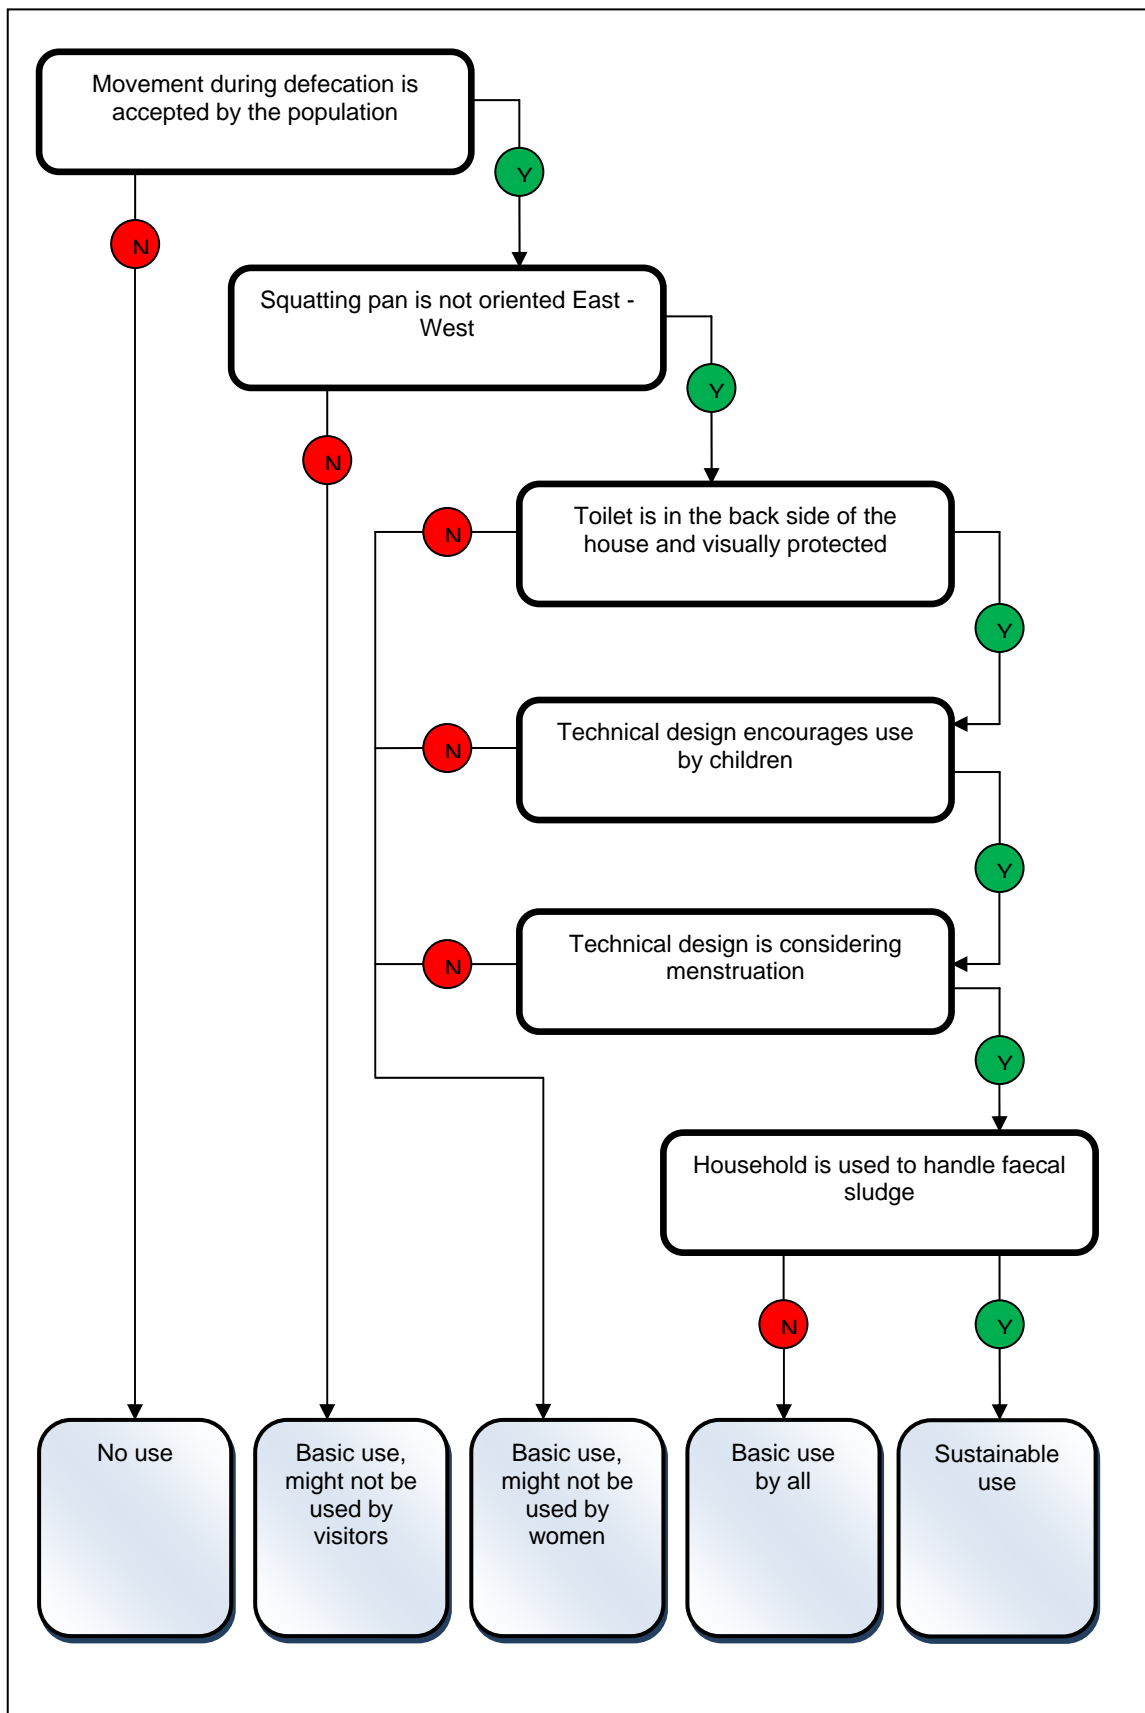 Movement during defecation is
accepted by the population
Y
N
Squatting pan is not oriented East -
West
Y
N
Toilet is in the back side of the
house and visually protected
N
Y
Technical design encourages use
by children
N
Y
Technical design is considering
menstruation
N
Y
Household is used to handle faecal
sludge
N
Y
No use
Basic use,
might not be
used by
visitors
Basic use,
might not be
used by
women
Basic use
by all
Sustainable
use